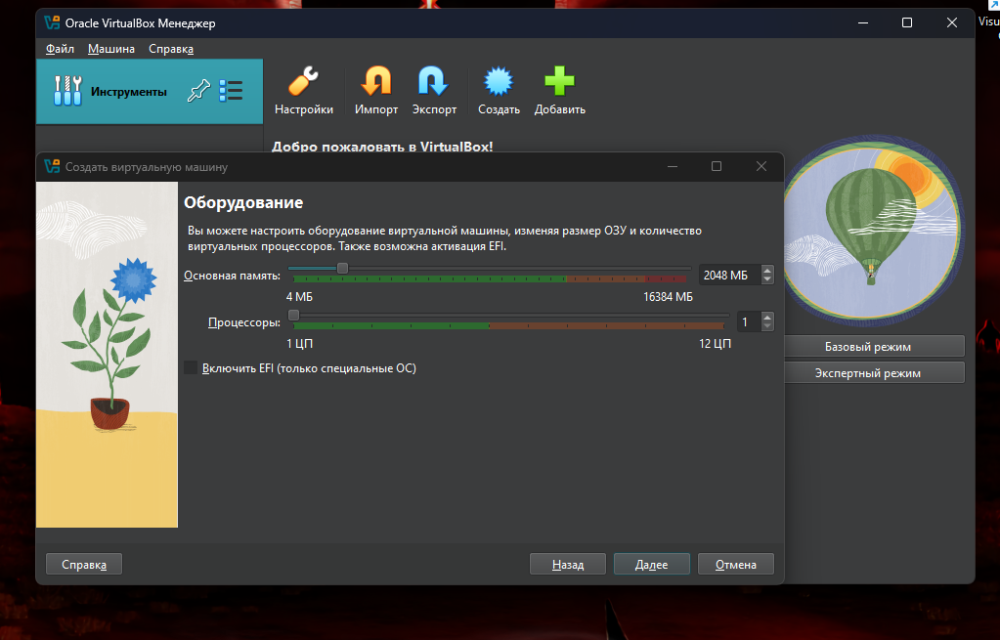 Oracle VirtualBox Менеджер
Visu
Файл Машина Справка
Инструменты
Настройки Импорт Экспорт Создать Добавить
Добро пожаловать в VirtualBox!
Создать виртуальную машину
Оборудование
Вы можете настроить оборудование виртуальной машины, изменяя размер ОЗУ и количество
виртуальных процессоров. Также возможна активация EFI.
Основная память: 2048 МБ
4 МБ 16384 МБ
Процессоры: 1
1 ЦП 12 ЦП
Включить EFI (только специальные ОС)
Базовый режим
Экспертный режим
Справка Назад Далее Отмена